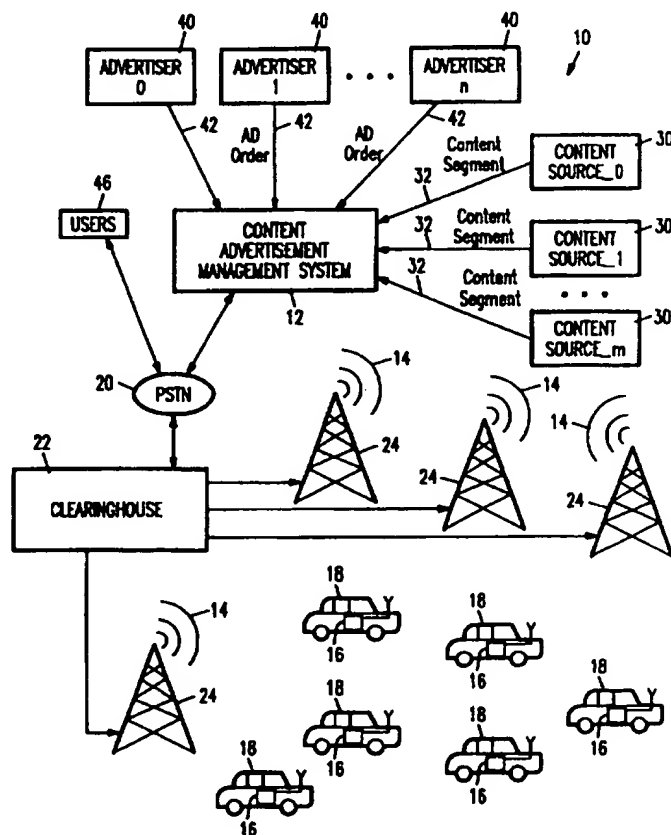 40 40 40 10
ADVERTISER 0
ADVERTISER 1
• • •
ADVERTISER n
42 42 42
AD Order
AD Order
46
USERS
CONTENT ADVERTISEMENT MANAGEMENT SYSTEM
12
Content Segment
32
30
CONTENT SOURCE_0
Content Segment
32
30
CONTENT SOURCE_1
• • •
Content Segment
32
30
CONTENT SOURCE_m
20
PSTN
22
CLEARINGHOUSE
14 14 14
24 24 24
14
24
18 18 18
16 16 16
18 18 18
16 16 16
18
16